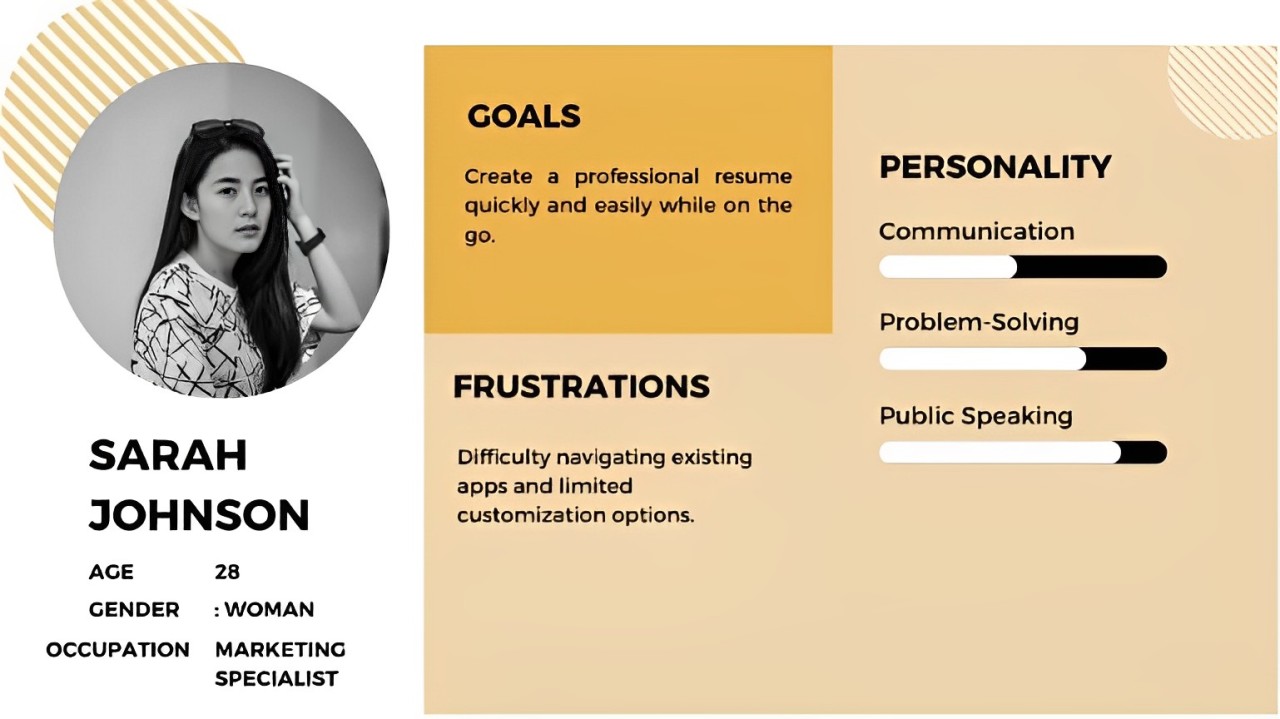 SARAH
JOHNSON
AGE 28
GENDER : WOMAN
OCCUPATION MARKETING
SPECIALIST
GOALS
Create a professional resume
quickly and easily while on the
go.
FRUSTRATIONS
Difficulty navigating existing
apps and limited
customization options.
PERSONALITY
Communication
Problem-Solving
Public Speaking